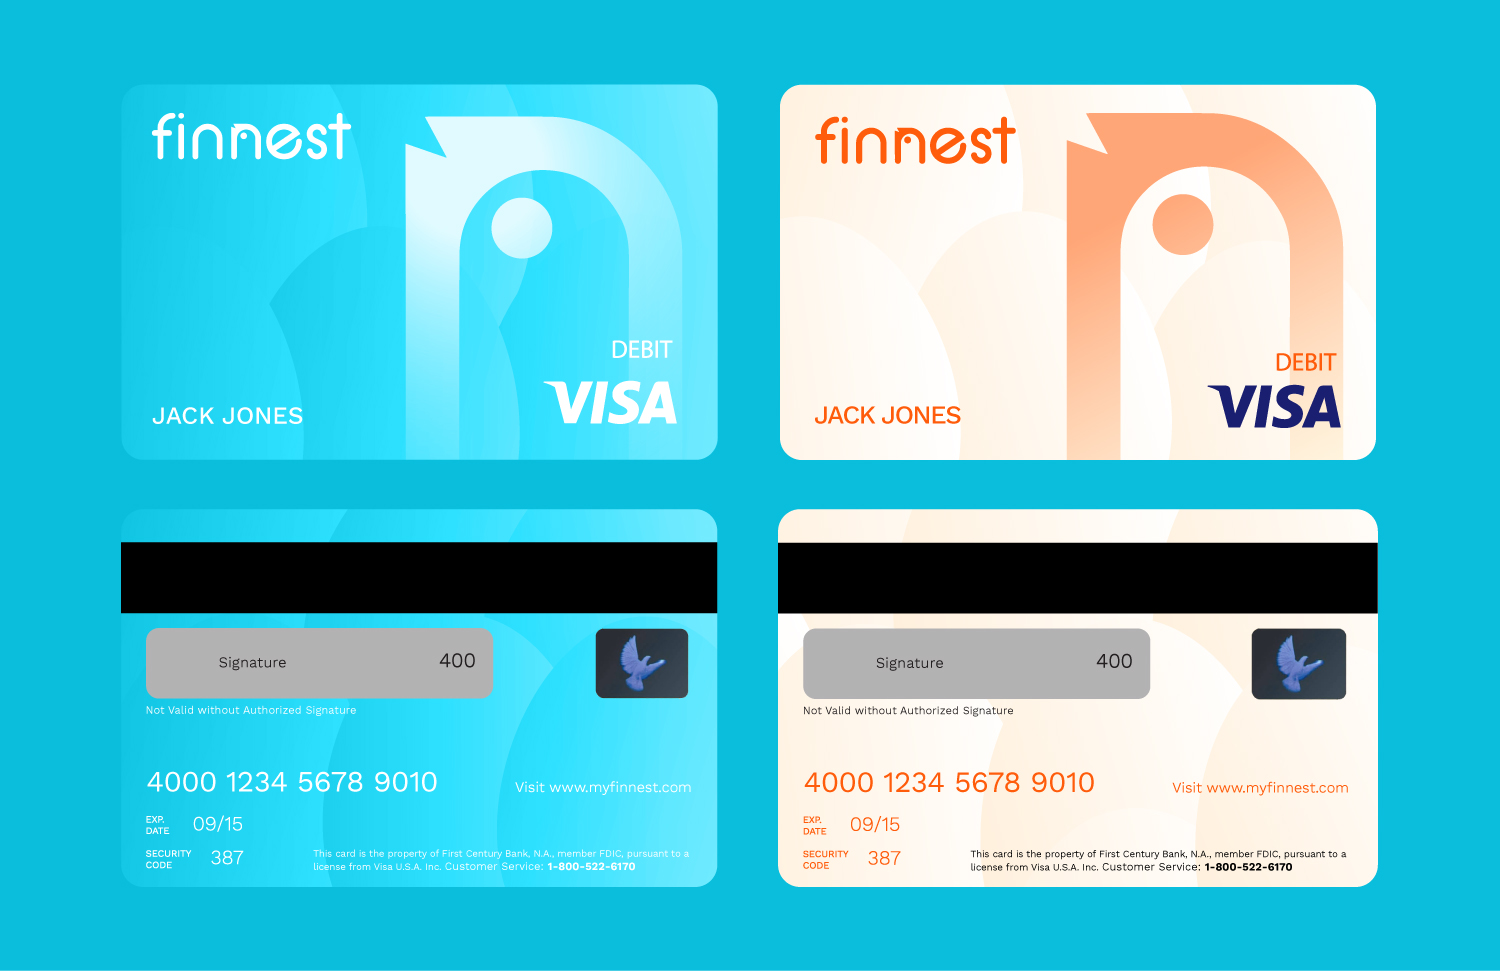 finnest
DEBIT
VISA
JACK JONES
finnest
DEBIT
VISA
JACK JONES
Signature 400
Not Valid without Authorized Signature
4000 1234 5678 9010
Visit www.myfinnest.com
EXP.
DATE
09/15
SECURITY
CODE
387
This card is the property of First Century Bank, N.A., member FDIC, pursuant to a
license from Visa U.S.A. Inc. Customer Service: 1-800-522-6170
Signature 400
Not Valid without Authorized Signature
4000 1234 5678 9010
Visit www.myfinnest.com
EXP.
DATE
09/15
SECURITY
CODE
387
This card is the property of First Century Bank, N.A., member FDIC, pursuant to a
license from Visa U.S.A. Inc. Customer Service: 1-800-522-6170